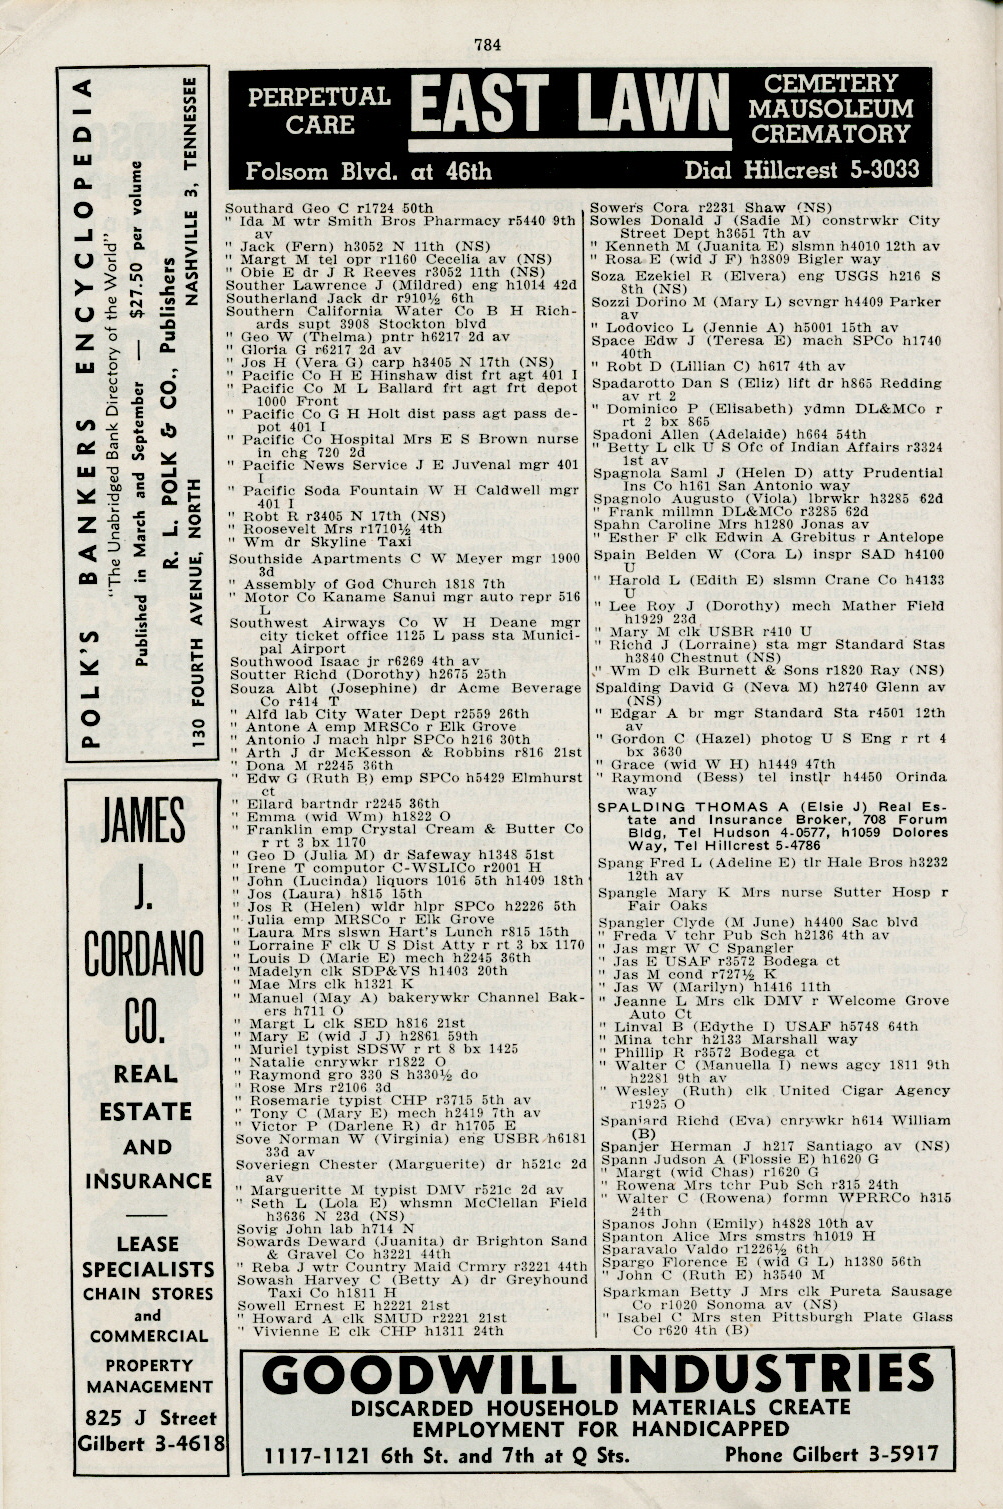 784
POLK'S BANKERS ENCYCLOPEDIA
"The Unabridged Bank Directory of the World"
Published in March and September — $27.50 per volume
R. L. POLK & CO., Publishers
130 FOURTH AVENUE, NORTH NASHVILLE 3, TENNESSEE
JAMES
J.
CORDANO
CO.
REAL
ESTATE
AND
INSURANCE
LEASE
SPECIALISTS
CHAIN STORES
and
COMMERCIAL
PROPERTY
MANAGEMENT
825 J Street
Gilbert 3-4618
PERPETUAL
CARE
EAST LAWN
CEMETERY
MAUSOLEUM
CREMATORY
Folsom Blvd. at 46th Dial Hillcrest 5-3033
Southard Geo C r1724 50th
" Ida M wtr Smith Bros Pharmacy r5440 9th
av
" Jack (Fern) h3052 N 11th (NS)
" Margt M tel opr r1160 Cecelia av (NS)
" Obie E dr J R Reeves r3052 11th (NS)
Souther Lawrence J (Mildred) eng h1014 42d
Southerland Jack dr r910½ 6th
Southern California Water Co B H Rich-
ards supt 3908 Stockton blvd
" Geo W (Thelma) pntr h6217 2d av
" Gloria G r6217 2d av
" Jos H (Vera G) carp h3405 N 17th (NS)
" Pacific Co H E Hinshaw dist frt agt 401 I
" Pacific Co M L Ballard frt agt frt depot
1000 Front
" Pacific Co G H Holt dist pass agt pass de-
pot 401 I
" Pacific Co Hospital Mrs E S Brown nurse
in chg 720 2d
" Pacific News Service J E Juvenal mgr 401
I
" Pacific Soda Fountain W H Caldwell mgr
401 I
" Robt R r3405 N 17th (NS)
" Roosevelt Mrs r1710½ 4th
" Wm dr Skyline Taxi
Southside Apartments C W Meyer mgr 1900
3d
" Assembly of God Church 1818 7th
" Motor Co Kaname Sanui mgr auto repr 516
L
Southwest Airways Co W H Deane mgr
city ticket office 1125 L pass sta Munici-
pal Airport
Southwood Isaac jr r6269 4th av
Soutter Richd (Dorothy) h2675 25th
Souza Albt (Josephine) dr Acme Beverage
Co r414 T
" Alfd lab City Water Dept r2559 26th
" Antone A emp MRSCo r Elk Grove
" Antonio J mach hlpr SPCo h216 30th
" Arth J dr McKesson & Robbins r816 21st
" Dona M r2245 36th
" Edw G (Ruth B) emp SPCo h5429 Elmhurst
ct
" Ellard bartndr r2245 36th
" Emma (wid Wm) h1822 O
" Franklin emp Crystal Cream & Butter Co
r rt 3 bx 1170
" Geo D (Julia M) dr Safeway h1348 51st
" Irene T computor C-WSLICo r2001 H
" John (Lucinda) liquors 1016 5th h1409 18th
" Jos (Laura) h815 15th
" Jos R (Helen) wldr hlpr SPCo h2226 5th
" Julia emp MRSCo r Elk Grove
" Laura Mrs slswn Hart's Lunch r815 15th
" Lorraine F clk U S Dist Atty r rt 3 bx 1170
" Louis D (Marie E) mech h2245 36th
" Madelyn clk SDP&VS h1403 20th
" Mae Mrs clk h1321 K
" Manuel (May A) bakerywkr Channel Bak-
ers h711 O
" Margt L clk SED h816 21st
" Mary E (wid J J) h2861 59th
" Muriel typist SDSW r rt 8 bx 1425
" Natalie cnrywkr r1822 O
" Raymond gro 330 S h330½ do
" Rose Mrs r2106 3d
" Rosemarie typist CHP r3715 5th av
" Tony C (Mary E) mech h2419 7th av
" Victor P (Darlene R) dr h1705 E
Sove Norman W (Virginia) eng USBR h6181
33d av
Soveriegn Chester (Marguerite) dr h521c 2d
av
" Margueritte M typist DMV r521c 2d av
" Seth L (Lola E) whsmn McClellan Field
h3636 N 23d (NS)
Sovig John lab h714 N
Sowards Deward (Juanita) dr Brighton Sand
& Gravel Co h3221 44th
" Reba J wtr Country Maid Crmry r3221 44th
Sowash Harvey C (Betty A) dr Greyhound
Taxi Co h1811 H
Sowell Ernest E h2221 21st
" Howard A clk SMUD r2221 21st
" Vivienne E clk CHP h1311 24th
Sowers Cora r2231 Shaw (NS)
Sowles Donald J (Sadie M) constrwkr City
Street Dept h3651 7th av
" Kenneth M (Juanita E) slsmn h4010 12th av
" Rosa E (wid J F) h3809 Bigler way
Soza Ezekiel R (Elvera) eng USGS h216 S
8th (NS)
Sozzi Dorino M (Mary L) scvngr h4409 Parker
av
" Lodovico L (Jennie A) h5001 15th av
Space Edw J (Teresa E) mach SPCo h1740
40th
" Robt D (Lillian C) h617 4th av
Spadarotto Dan S (Eliz) lift dr h865 Redding
av rt 2
" Dominico P (Elisabeth) ydmn DL&MCo r
rt 2 bx 865
Spadoni Allen (Adelaide) h664 54th
" Betty L clk U S Ofc of Indian Affairs r3324
1st av
Spagnola Saml J (Helen D) atty Prudential
Ins Co h161 San Antonio way
Spagnolo Augusto (Viola) lbrwkr h3285 62d
" Frank millmn DL&MCo r3285 62d
Spahn Caroline Mrs h1280 Jonas av
" Esther F clk Edwin A Grebitus r Antelope
Spain Belden W (Cora L) inspr SAD h4100
U
" Harold L (Edith E) slsmn Crane Co h4133
U
" Lee Roy J (Dorothy) mech Mather Field
h1929 23d
" Mary M clk USBR r410 U
" Richd J (Lorraine) sta mgr Standard Stas
h3840 Chestnut (NS)
" Wm D clk Burnett & Sons r1820 Ray (NS)
Spalding David G (Neva M) h2740 Glenn av
(NS)
" Edgar A br mgr Standard Sta r4501 12th
av
" Gordon C (Hazel) photog U S Eng r rt 4
bx 3630
" Grace (wid W H) h1449 47th
" Raymond (Bess) tel instlr h4450 Orinda
way
SPALDING THOMAS A (Elsie J) Real Es-
tate and Insurance Broker, 708 Forum
Bldg, Tel Hudson 4-0577, h1059 Dolores
Way, Tel Hillcrest 5-4786
Spang Fred L (Adeline E) tlr Hale Bros h3232
12th av
Spangle Mary K Mrs nurse Sutter Hosp r
Fair Oaks
Spangler Clyde (M June) h4400 Sac blvd
" Freda V tchr Pub Sch h2136 4th av
" Jas mgr W C Spangler
" Jas E USAF r3572 Bodega ct
" Jas M cond r727½ K
" Jas W (Marilyn) h1416 11th
" Jeanne L Mrs clk DMV r Welcome Grove
Auto Ct
" Linval B (Edythe I) USAF h5748 64th
" Mina tchr h2133 Marshall way
" Phillip R r3572 Bodega ct
" Walter C (Manuella I) news agcy 1811 9th
h2281 9th av
" Wesley (Ruth) clk United Cigar Agency
r1925 O
Spaniard Richd (Eva) cnrywkr h614 William
(B)
Spanjer Herman J h217 Santiago av (NS)
Spann Judson A (Flossie E) h1620 G
" Margt (wid Chas) r1620 G
" Rowena Mrs tchr Pub Sch r315 24th
" Walter C (Rowena) formn WPRRCo h315
24th
Spanos John (Emily) h4828 10th av
Spanton Alice Mrs smstrs h1019 H
Sparavalo Valdo r1226½ 6th
Spargo Florence E (wid G L) h1380 56th
" John C (Ruth E) h3540 M
Sparkman Betty J Mrs clk Pureta Sausage
Co r1020 Sonoma av (NS)
" Isabel C Mrs sten Pittsburgh Plate Glass
Co r620 4th (B)
GOODWILL INDUSTRIES
DISCARDED HOUSEHOLD MATERIALS CREATE
EMPLOYMENT FOR HANDICAPPED
1117-1121 6th St. and 7th at Q Sts. Phone Gilbert 3-5917